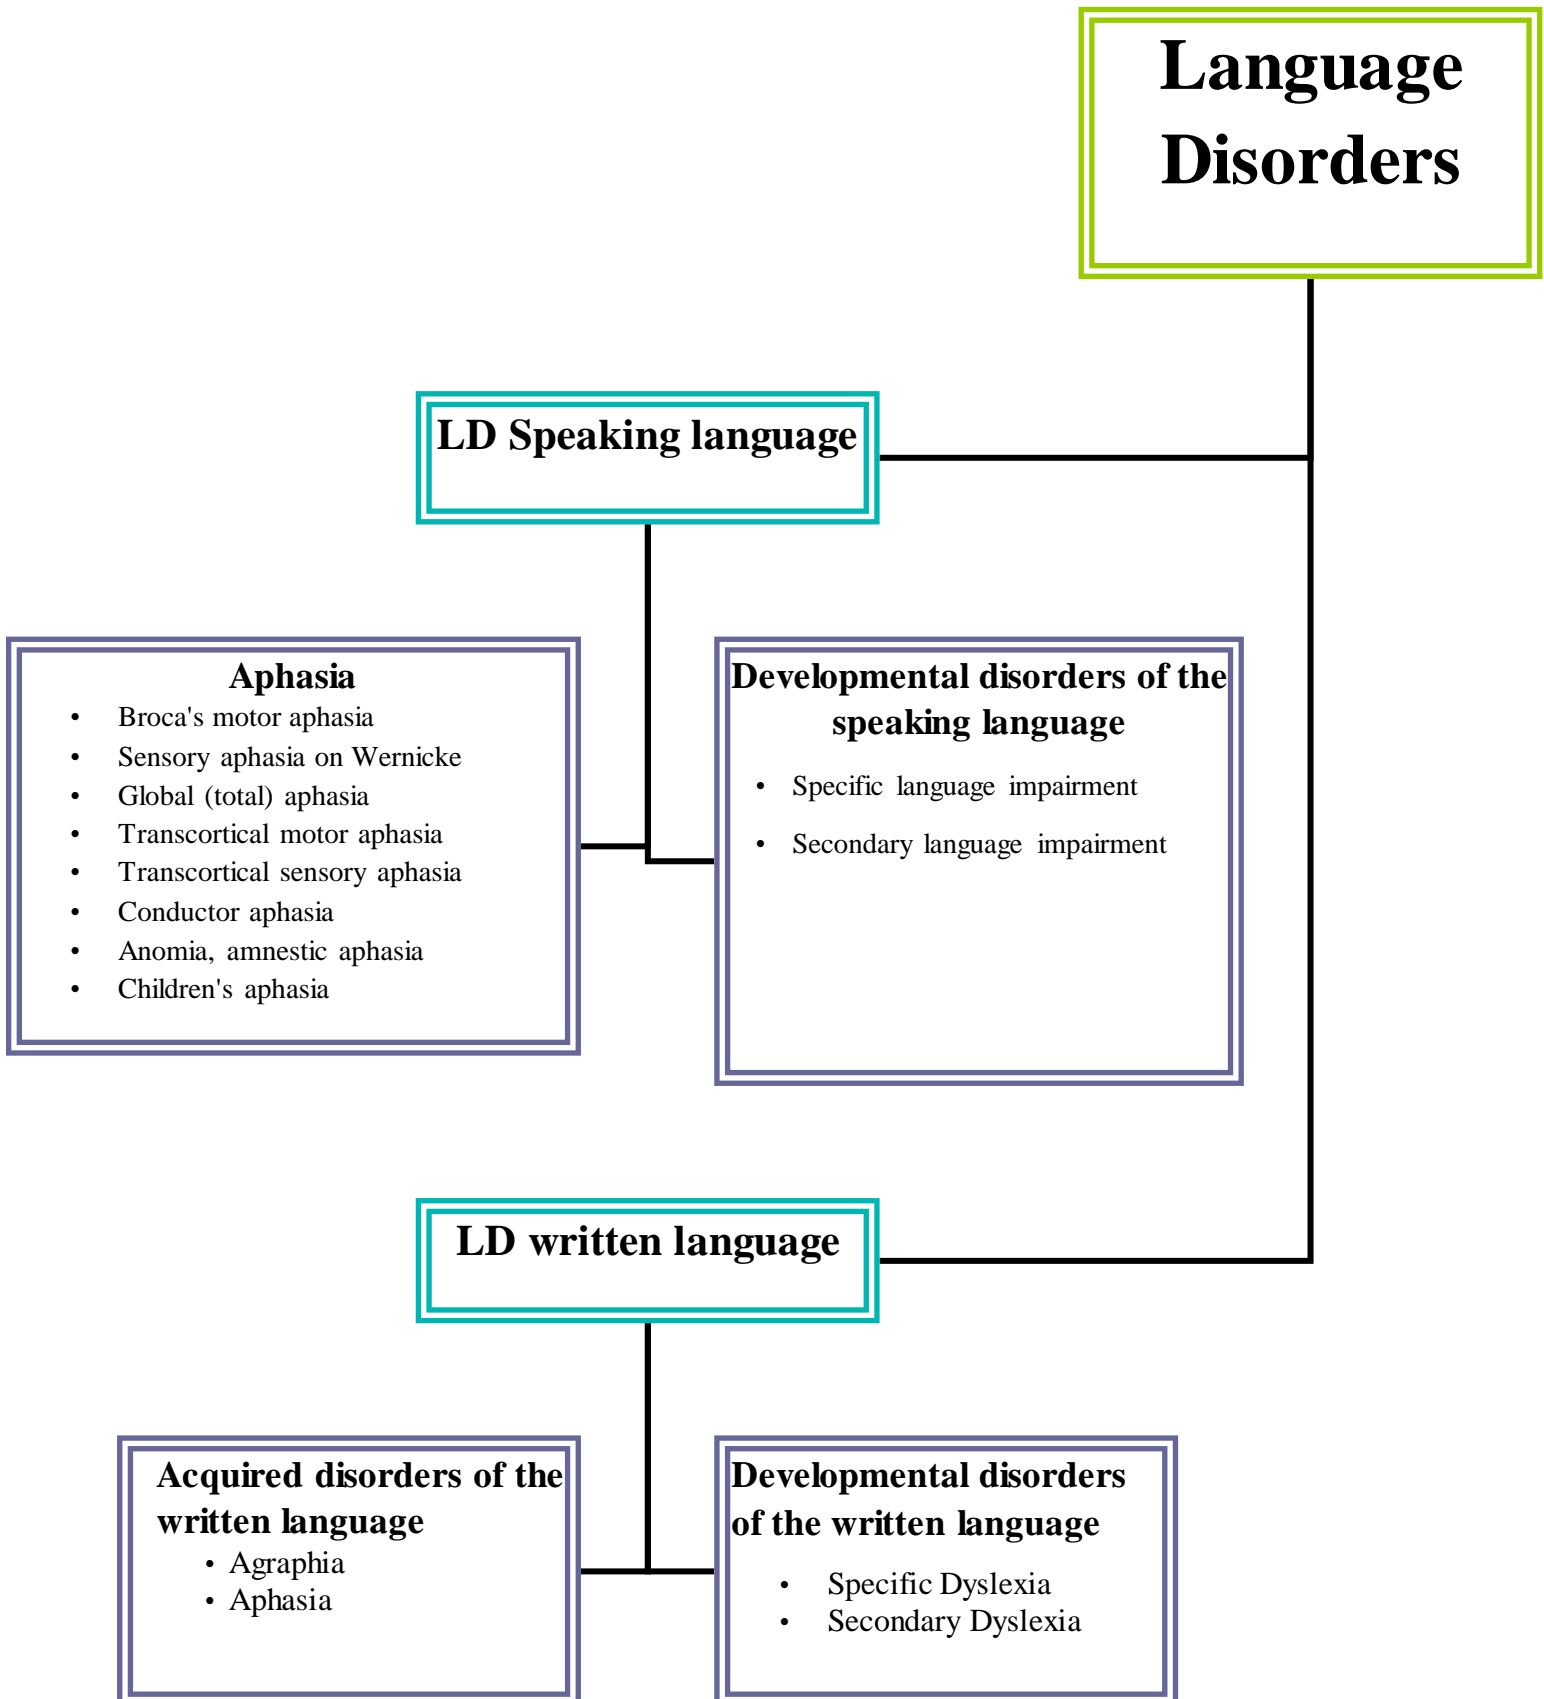 Language
Disorders
LD Speaking language
Aphasia
• Broca's motor aphasia
• Sensory aphasia on Wernicke
• Global (total) aphasia
• Transcortical motor aphasia
• Transcortical sensory aphasia
• Conductor aphasia
• Anomia, amnestic aphasia
• Children's aphasia
Developmental disorders of the
speaking language
• Specific language impairment
• Secondary language impairment
LD written language
Acquired disorders of the
written language
• Agraphia
• Aphasia
Developmental disorders
of the written language
• Specific Dyslexia
• Secondary Dyslexia